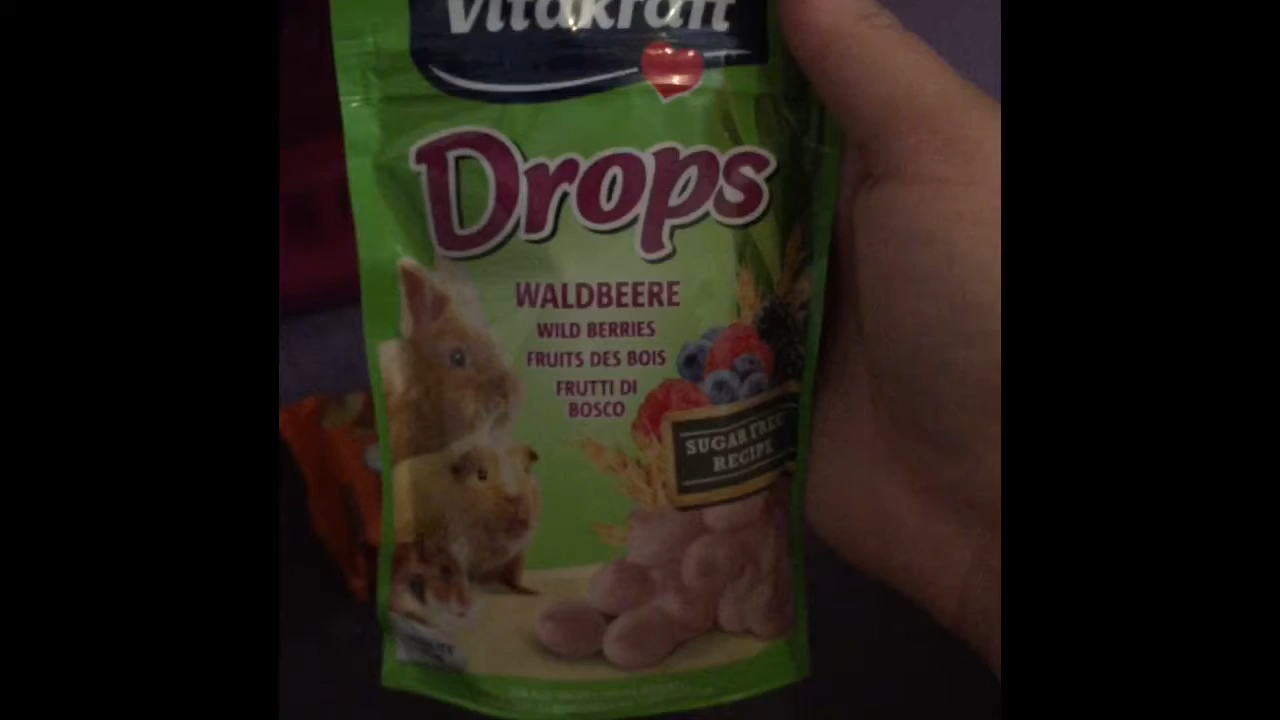 Vitakraft
Drops
WALDBEERE
WILD BERRIES
FRUITS DES BOIS
FRUTTI DI
BOSCO
SUGAR FREE
RECIPE